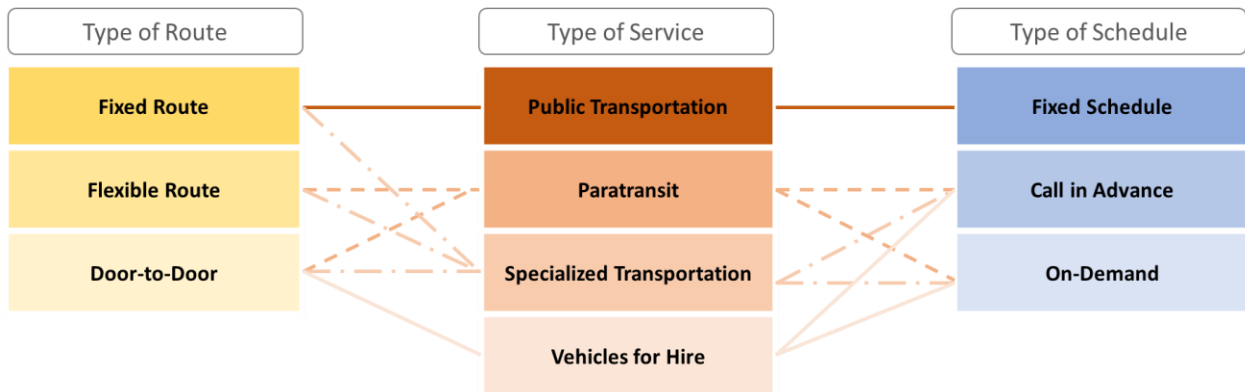 Type of Route
Type of Service
Type of Schedule
Fixed Route
Public Transportation
Fixed Schedule
Flexible Route
Paratransit
Call in Advance
Door-to-Door
Specialized Transportation
On-Demand
Vehicles for Hire